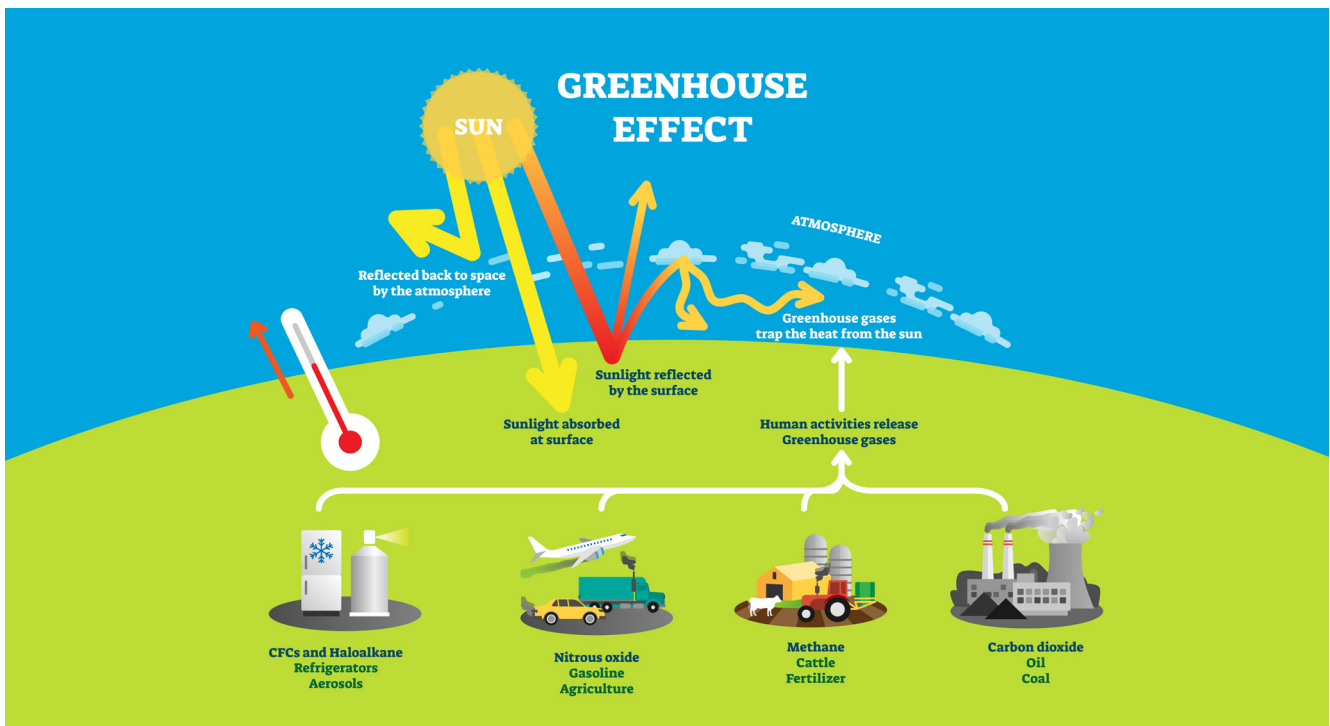 GREENHOUSE
EFFECT
SUN
ATMOSPHERE
Reflected back to space
by the atmosphere
Greenhouse gases
trap the heat from the sun
Sunlight reflected
by the surface
Sunlight absorbed
at surface
Human activities release
Greenhouse gases
CFCs and Haloalkane
Refrigerators
Aerosols
Nitrous oxide
Gasoline
Agriculture
Methane
Cattle
Fertilizer
Carbon dioxide
Oil
Coal